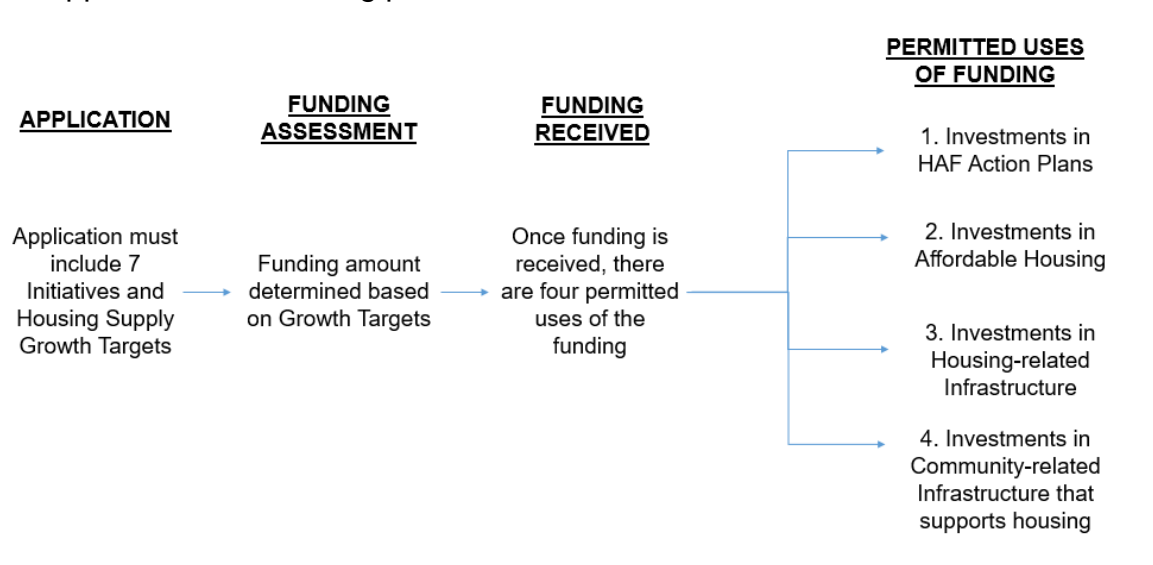 APPLICATION
Application must
include 7
Initiatives and
Housing Supply
Growth Targets
FUNDING
ASSESSMENT
Funding amount
determined based
on Growth Targets
FUNDING
RECEIVED
Once funding is
received, there
are four permitted
uses of the
funding
PERMITTED USES
OF FUNDING
1. Investments in
HAF Action Plans
2. Investments in
Affordable Housing
3. Investments in
Housing-related
Infrastructure
4. Investments in
Community-related
Infrastructure that
supports housing